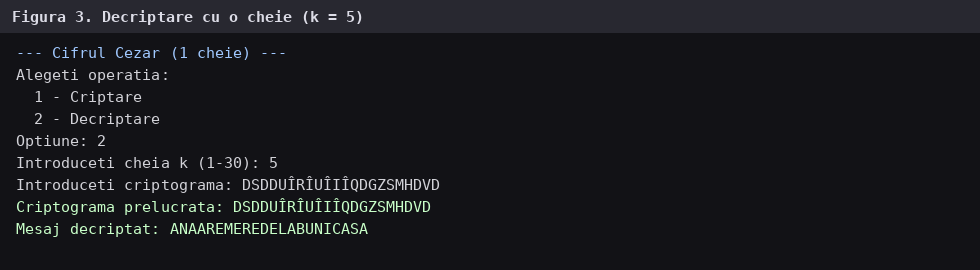 Figura 3. Decriptare cu o cheie (k = 5)
--- Cifrul Cezar (1 cheie) ---
Alegeti operatia:
1 - Criptare
2 - Decriptare
Optiune: 2
Introduceti cheia k (1-30): 5
Introduceti criptograma: DSDDUÎRÎUÎIÎQDGZSMHDVD
Criptograma prelucrata: DSDDUÎRÎUÎIÎQDGZSMHDVD
Mesaj decriptat: ANAAREMEREDELABUNICASA